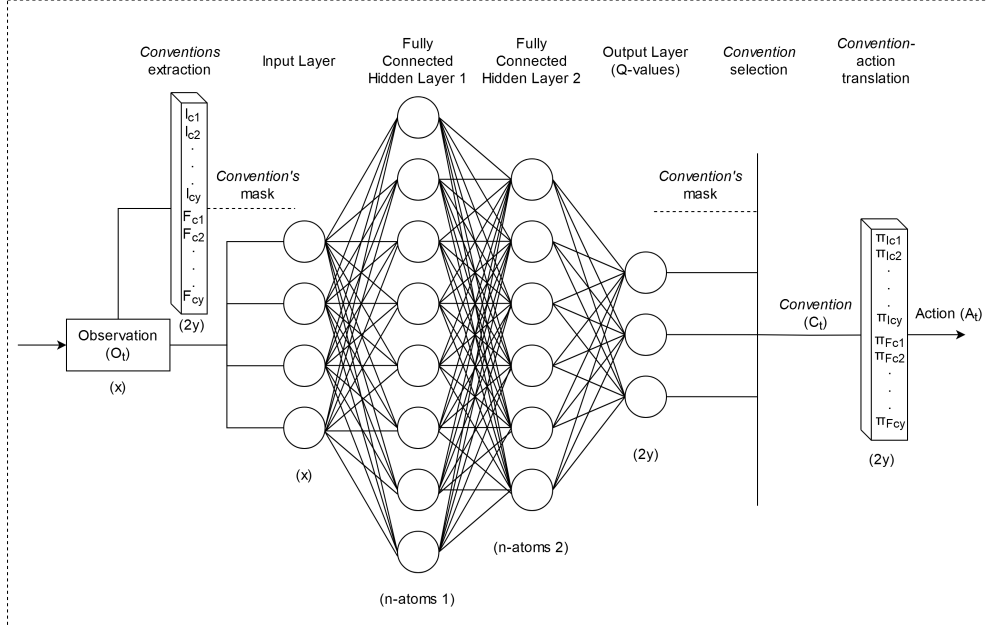 Conventions
extraction
Input Layer
Fully
Connected
Hidden Layer 1
Fully
Connected
Hidden Layer 2
Output Layer
(Q-values)
Convention
selection
Convention-
action
translation
Ic1
Ic2
.
.
.
Icy
Fc1
Fc2
.
.
.
Fcy
(2y)
Convention's
mask
Convention's
mask
Observation
(Ot)
(x)
(x)
(n-atoms 1)
(n-atoms 2)
(2y)
Convention
(Ct)
πIc1
πIc2
.
.
.
πIcy
πFc1
πFc2
.
.
.
πFcy
(2y)
Action (At)